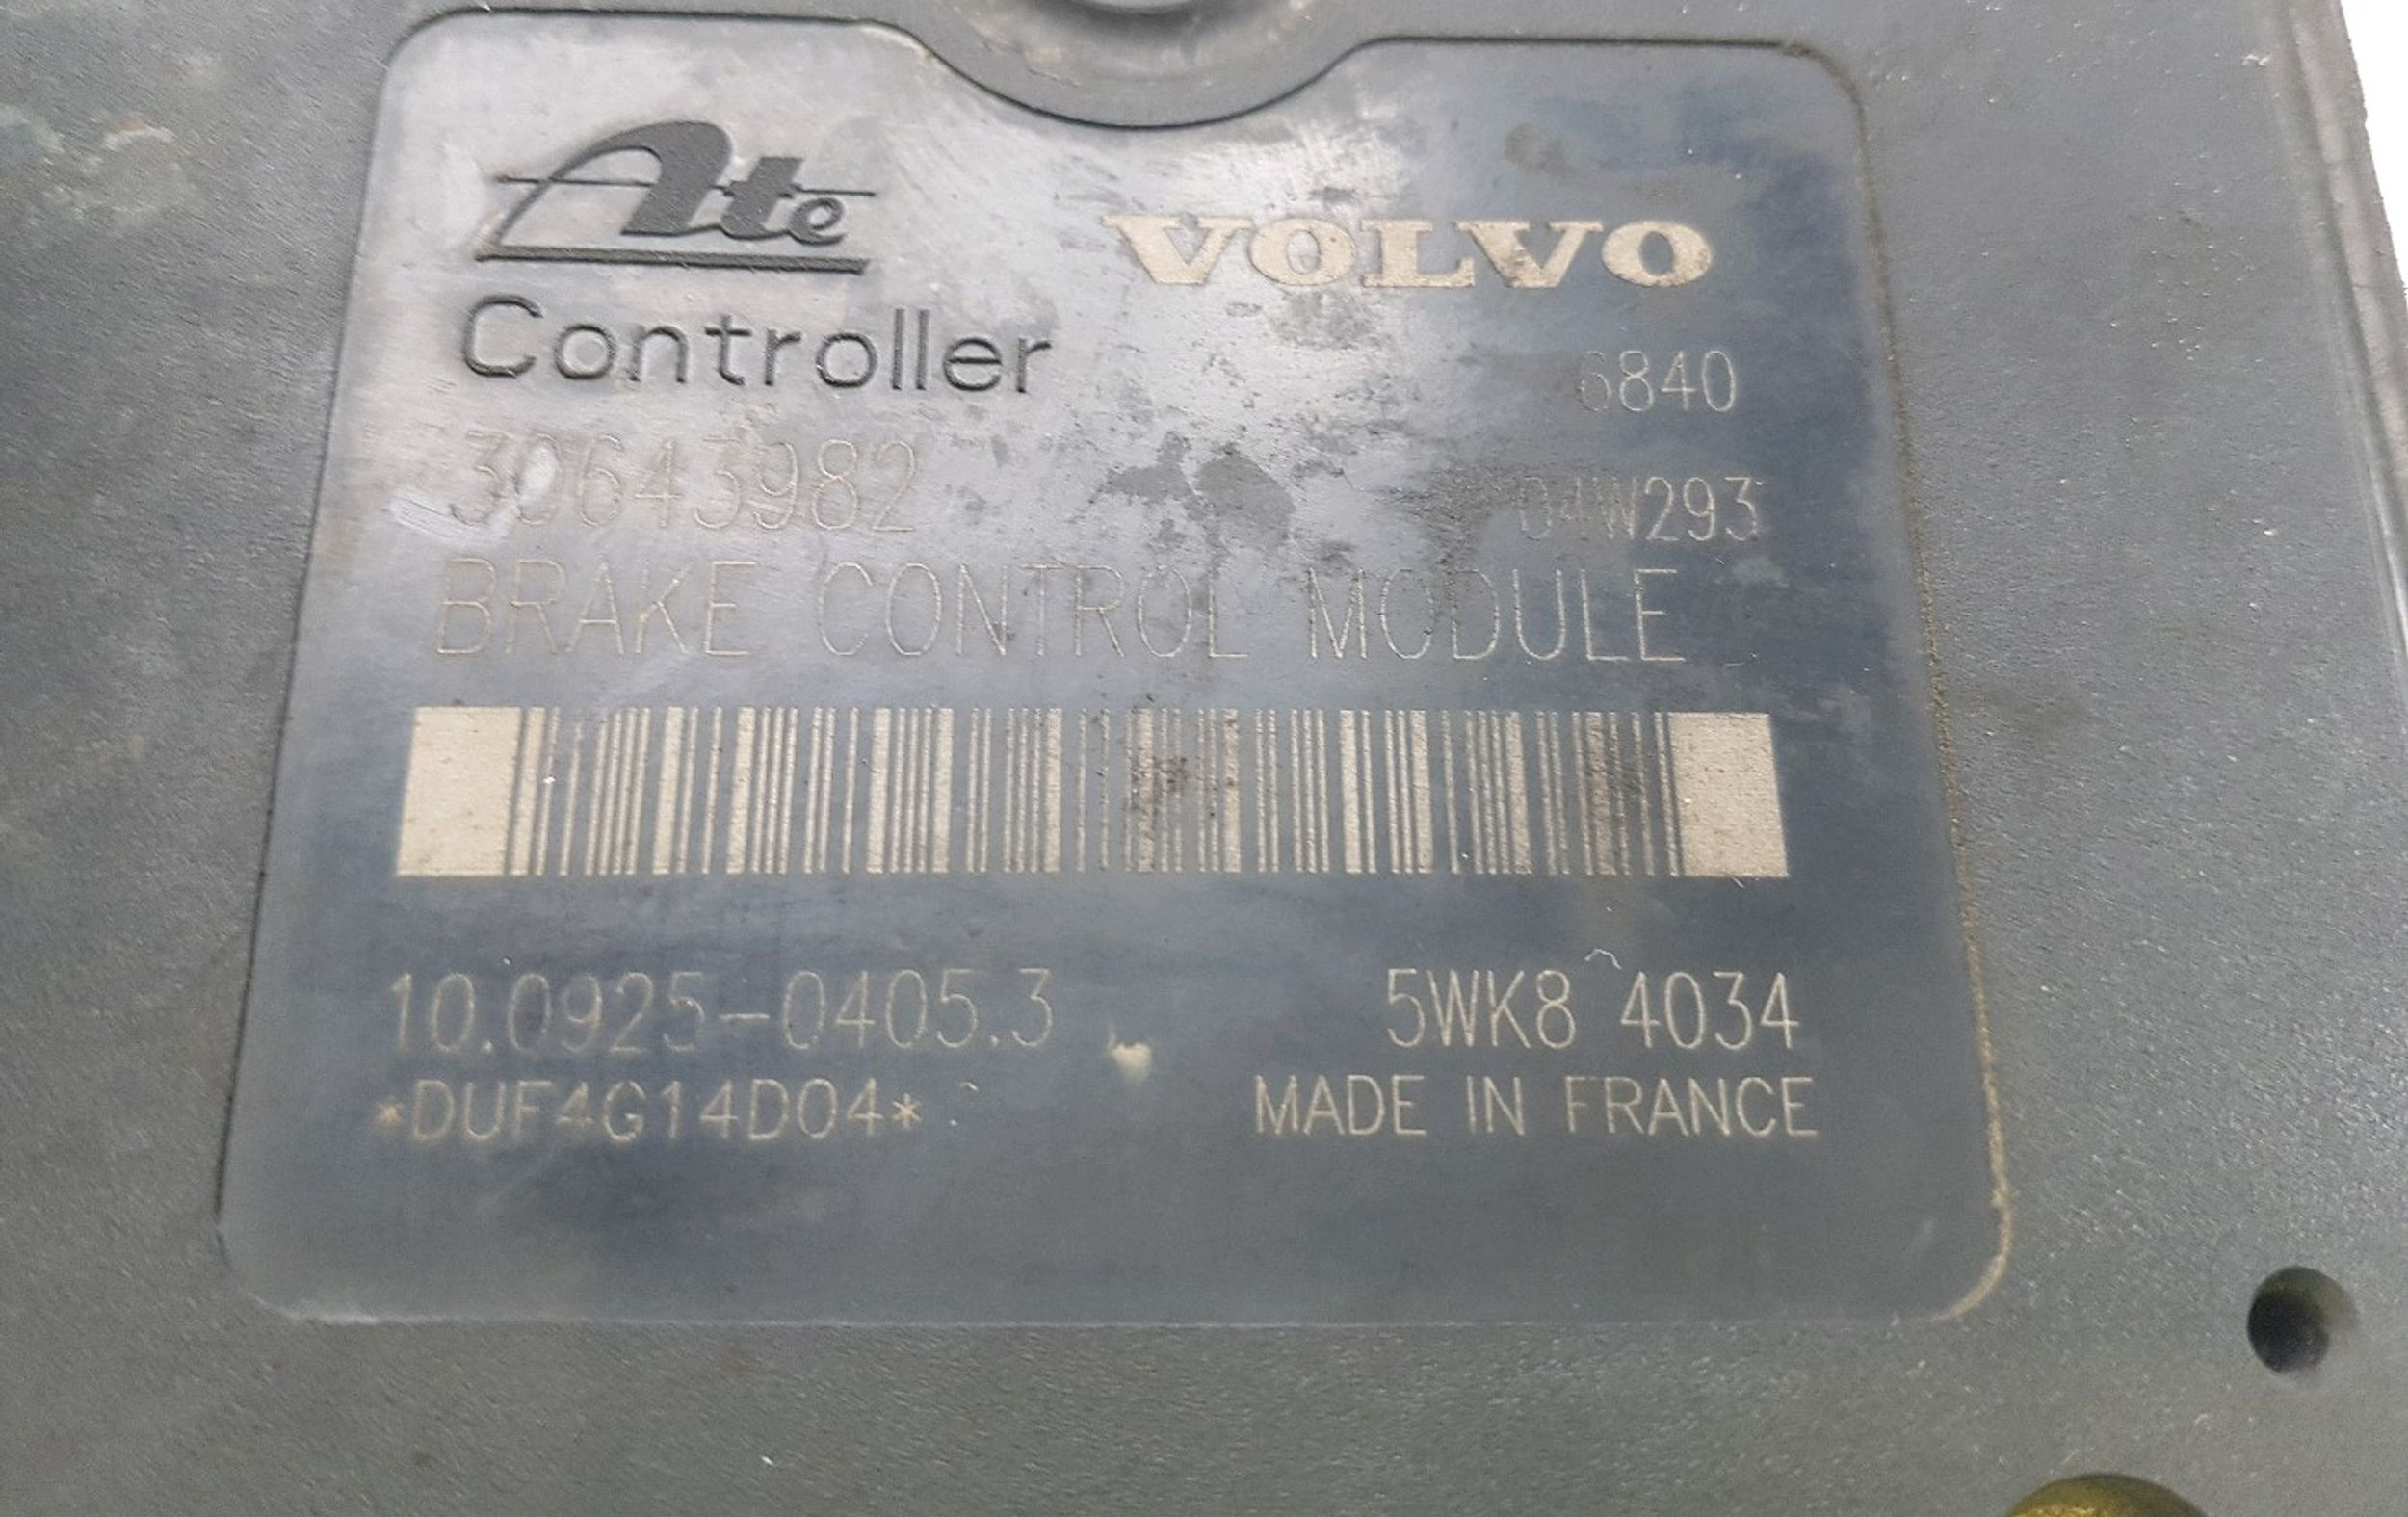 Ate
VOLVO
Controller
6840
30643982
04W293
BRAKE CONTROL MODULE
10.0925-0405.3
5WK8 4034
*DUF4G14D04*
MADE IN FRANCE